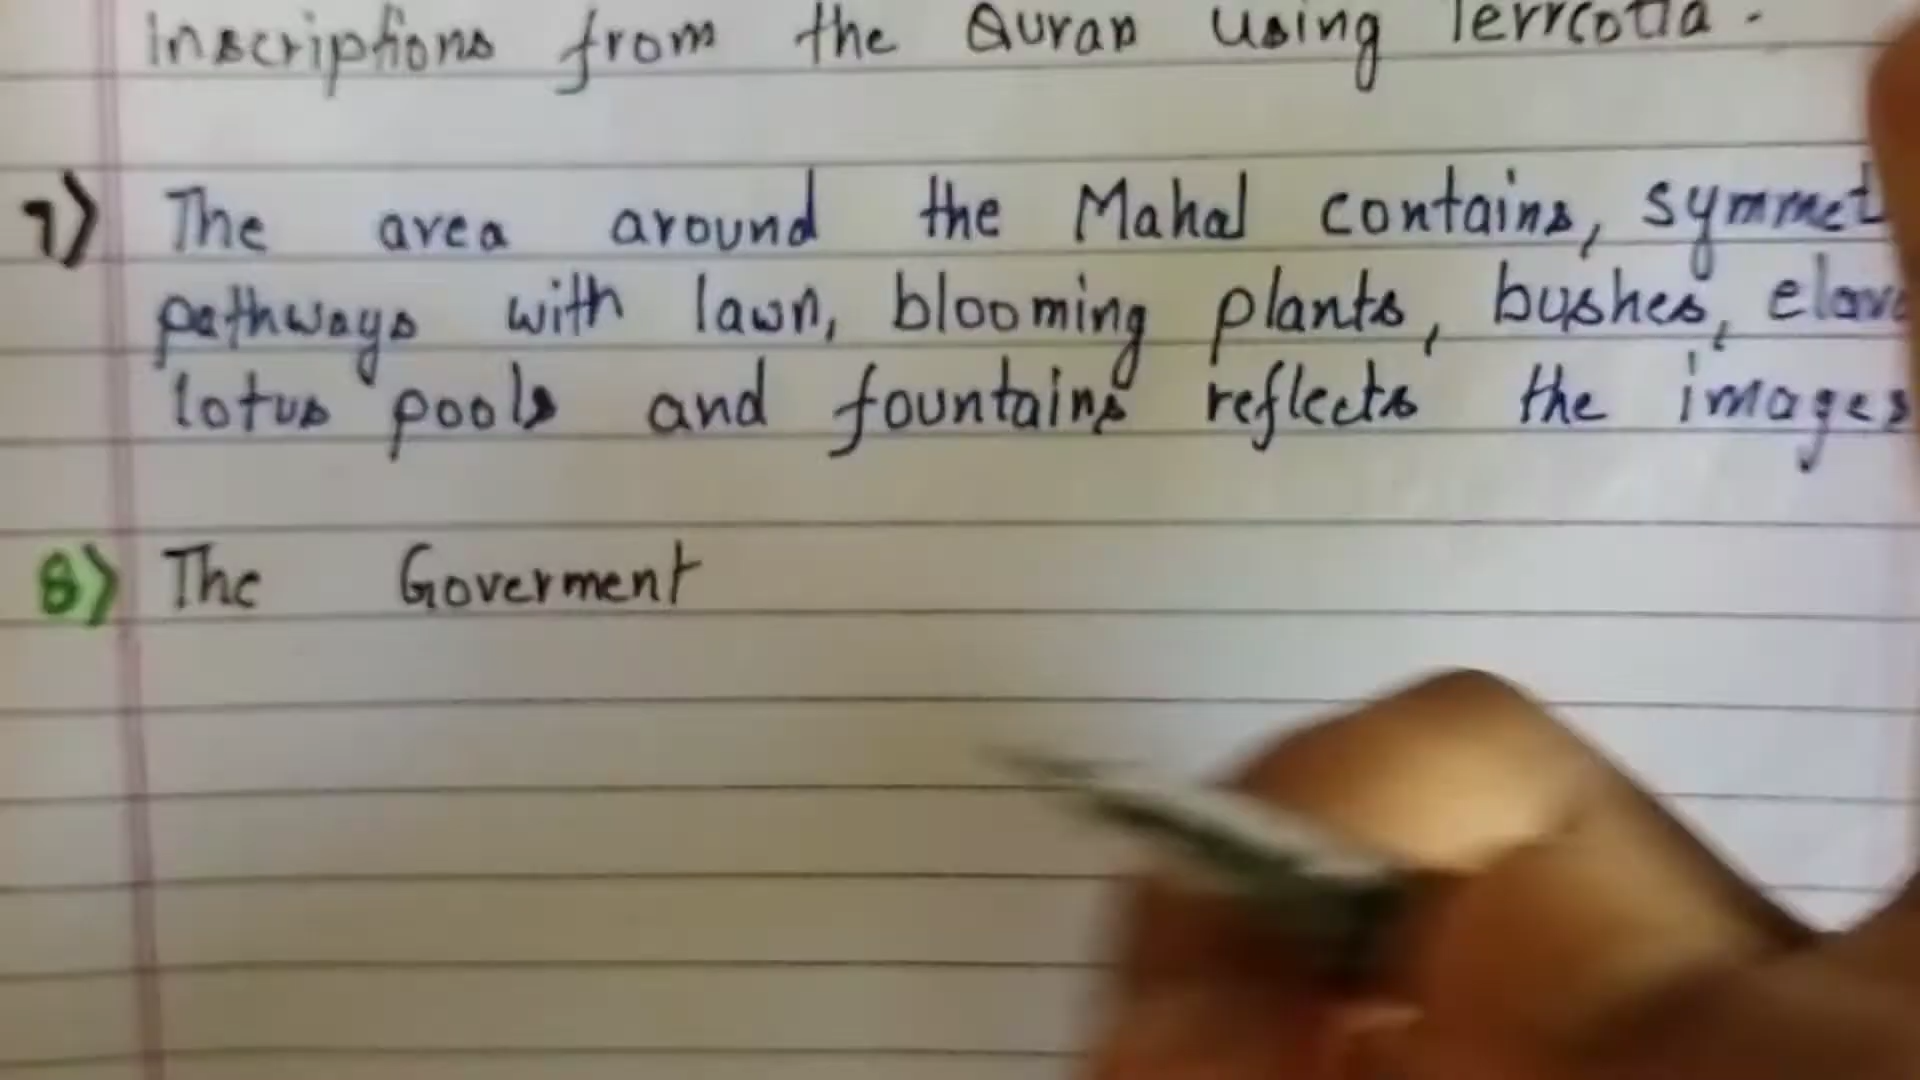 inscriptions from the Quran using Terrcotta.
7) The area around the Mahal contains, symmet
pathways with lawn, blooming plants, bushes,
lotus pools and fountains reflects the images
8) The Goverment